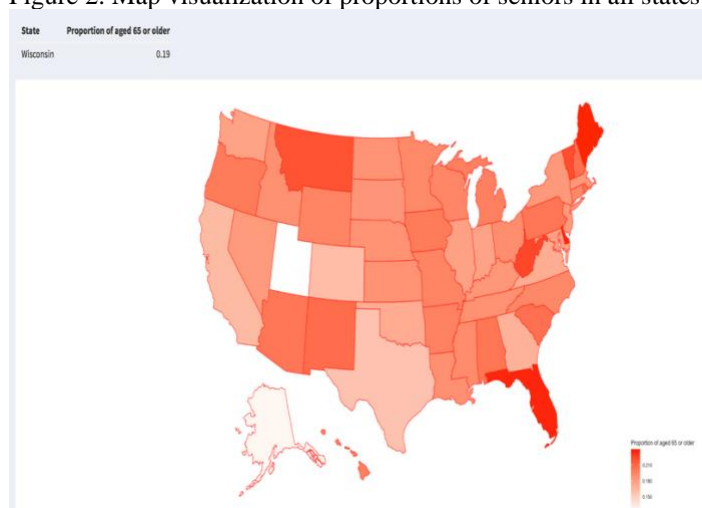 Figure 2. Map visualization of proportions of seniors in all states
State Proportion of aged 65 or older
Wisconsin 0.19
Proportion of aged 65 or older
0.210
0.180
0.150